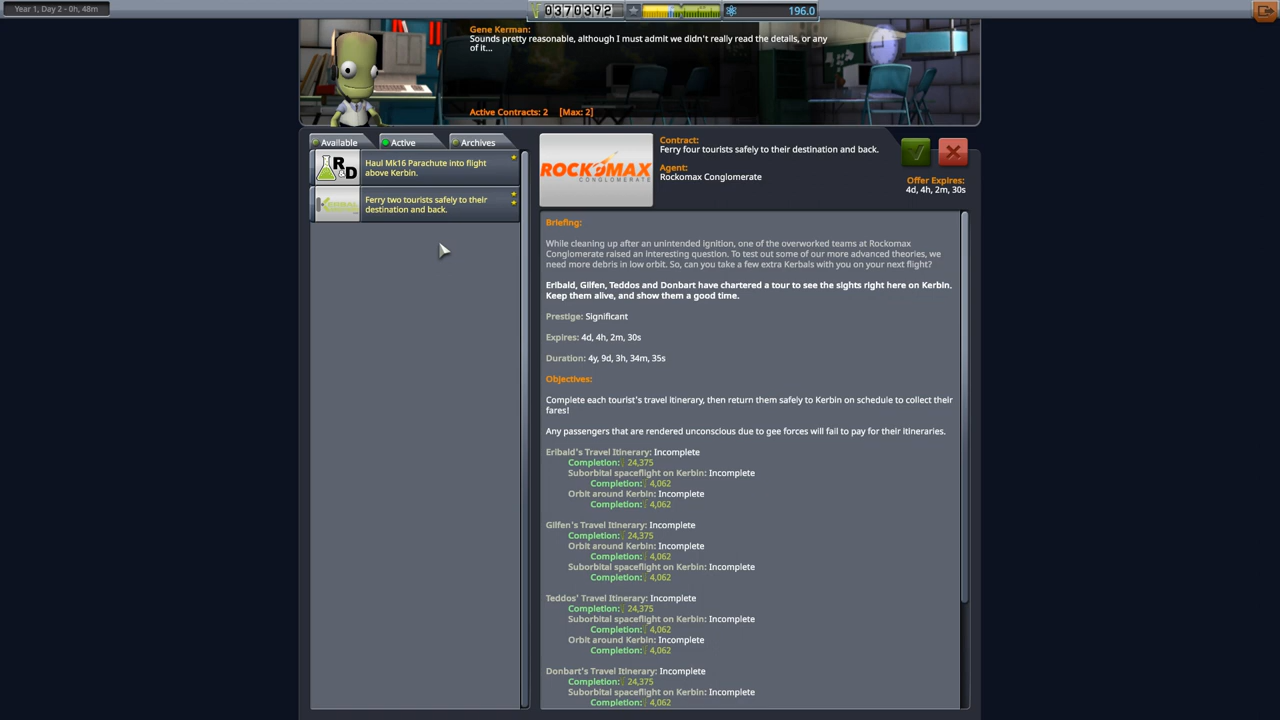 Year 1, Day 2 - 0h, 48m
0370392
196.0
Gene Kerman:
Sounds pretty reasonable, although I must admit we didn't really read the details, or any
of it...
Active Contracts: 2 [Max: 2]
Available
Active
Archives
R&D
Haul Mk16 Parachute into flight
above Kerbin.
Ferry two tourists safely to their
destination and back.
ROCKOMAX
CONGLOMERATE
Contract:
Ferry four tourists safely to their destination and back.
Agent:
Rockomax Conglomerate
Offer Expires:
4d, 4h, 2m, 30s
Briefing:
While cleaning up after an unintended ignition, one of the overworked teams at Rockomax
Conglomerate raised an interesting question. To test out some of our more advanced theories, we
need more debris in low orbit. So, can you take a few extra Kerbals with you on your next flight?
Eribald, Gilfen, Teddos and Donbart have chartered a tour to see the sights right here on Kerbin.
Keep them alive, and show them a good time.
Prestige: Significant
Expires: 4d, 4h, 2m, 30s
Duration: 4y, 9d, 3h, 34m, 35s
Objectives:
Complete each tourist's travel itinerary, then return them safely to Kerbin on schedule to collect their
fares!
Any passengers that are rendered unconscious due to gee forces will fail to pay for their itineraries.
Eribald's Travel Itinerary: Incomplete
Completion: 24,375
Suborbital spaceflight on Kerbin: Incomplete
Completion: 4,062
Orbit around Kerbin: Incomplete
Completion: 4,062
Gilfen's Travel Itinerary: Incomplete
Completion: 24,375
Orbit around Kerbin: Incomplete
Completion: 4,062
Suborbital spaceflight on Kerbin: Incomplete
Completion: 4,062
Teddos' Travel Itinerary: Incomplete
Completion: 24,375
Suborbital spaceflight on Kerbin: Incomplete
Completion: 4,062
Orbit around Kerbin: Incomplete
Completion: 4,062
Donbart's Travel Itinerary: Incomplete
Completion: 24,375
Suborbital spaceflight on Kerbin: Incomplete
Completion: 4,062